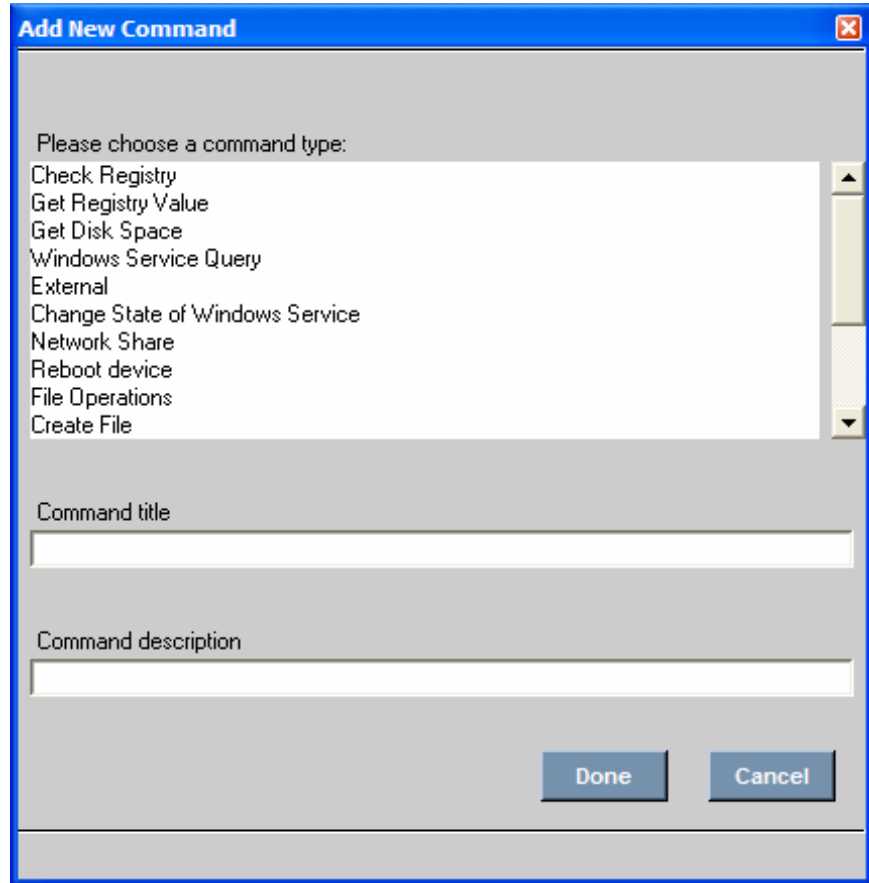 Add New Command
Please choose a command type:
Check Registry
Get Registry Value
Get Disk Space
Windows Service Query
External
Change State of Windows Service
Network Share
Reboot device
File Operations
Create File
Command title
Command description
Done Cancel